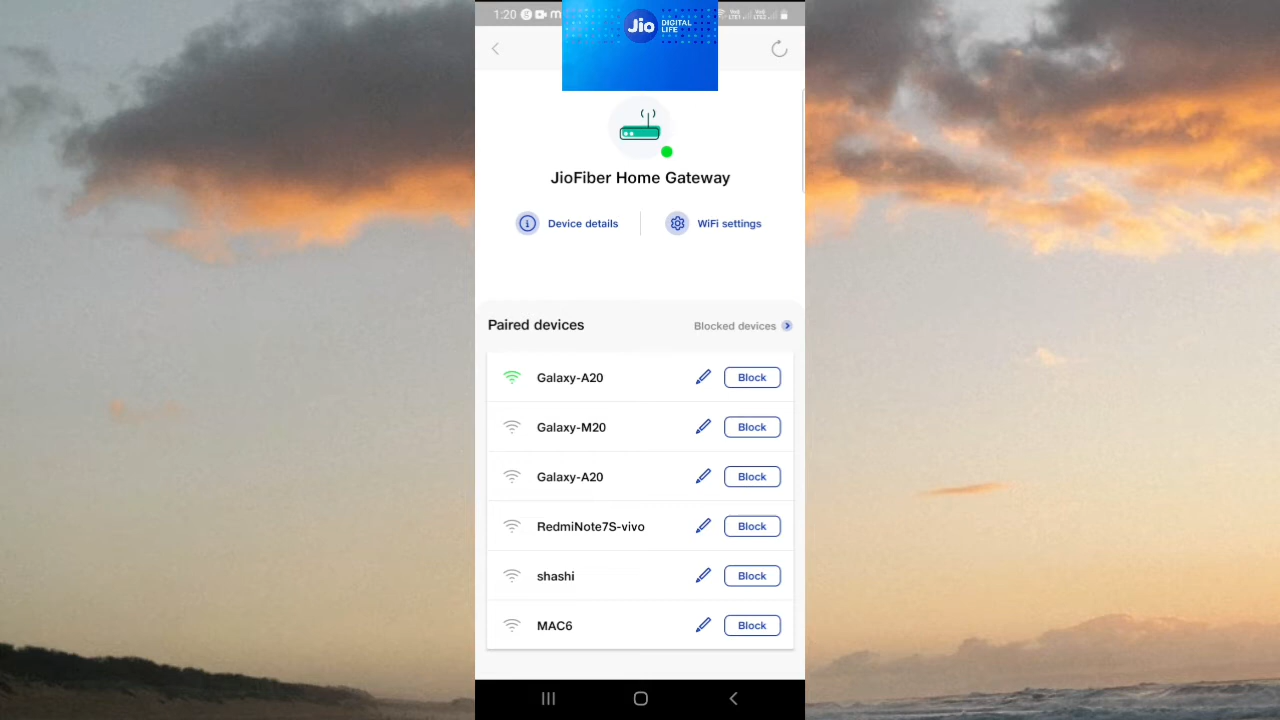 1:20
Jio DIGITAL
LIFE
JioFiber Home Gateway
Device details WiFi settings
Paired devices Blocked devices
Galaxy-A20 Block
Galaxy-M20 Block
Galaxy-A20 Block
RedmiNote7S-vivo Block
shashi Block
MAC6 Block